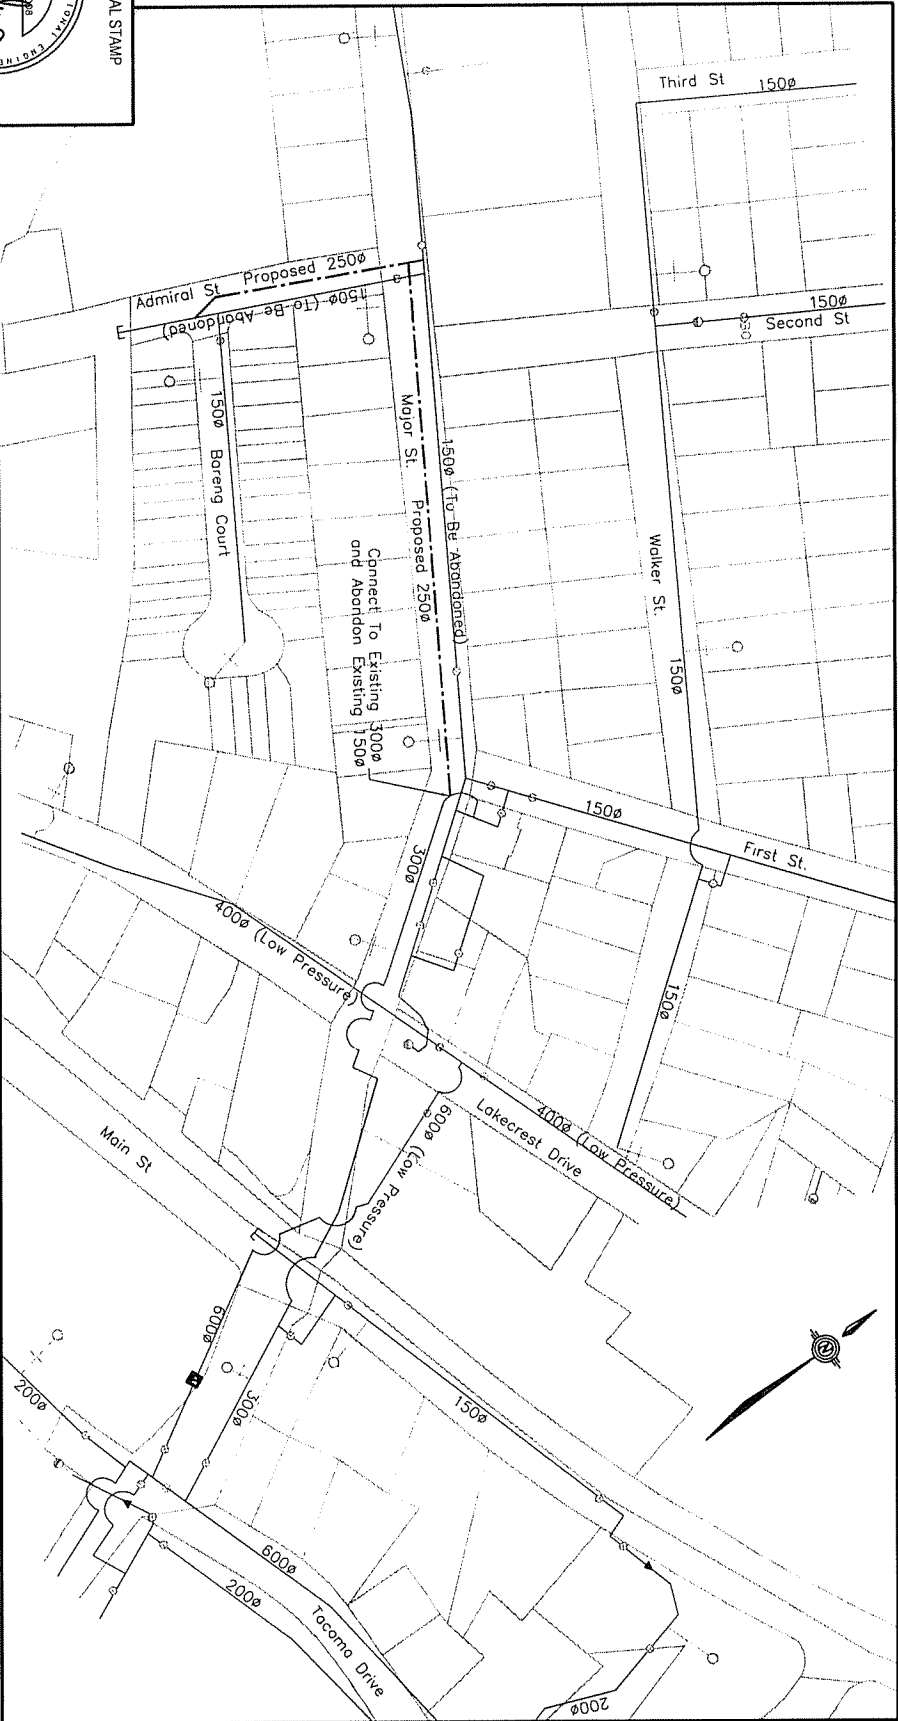 AL STAMP
Third St
150ø
Admiral St
Proposed 250ø
150ø (To Be Abandoned)
150ø
Second St
150ø Bareng Court
Major St.
Proposed 250ø
150ø (To Be Abandoned)
Walker St.
150ø
Connect To Existing 300ø
and Abandon Existing 150ø
150ø
First St.
300ø
400ø (Low Pressure)
150ø
Main St
Lakecrest Drive
400ø (Low Pressure)
600ø (Low Pressure)
600ø
300ø
150ø
200ø
600ø
200ø
Tacoma Drive
200ø
N